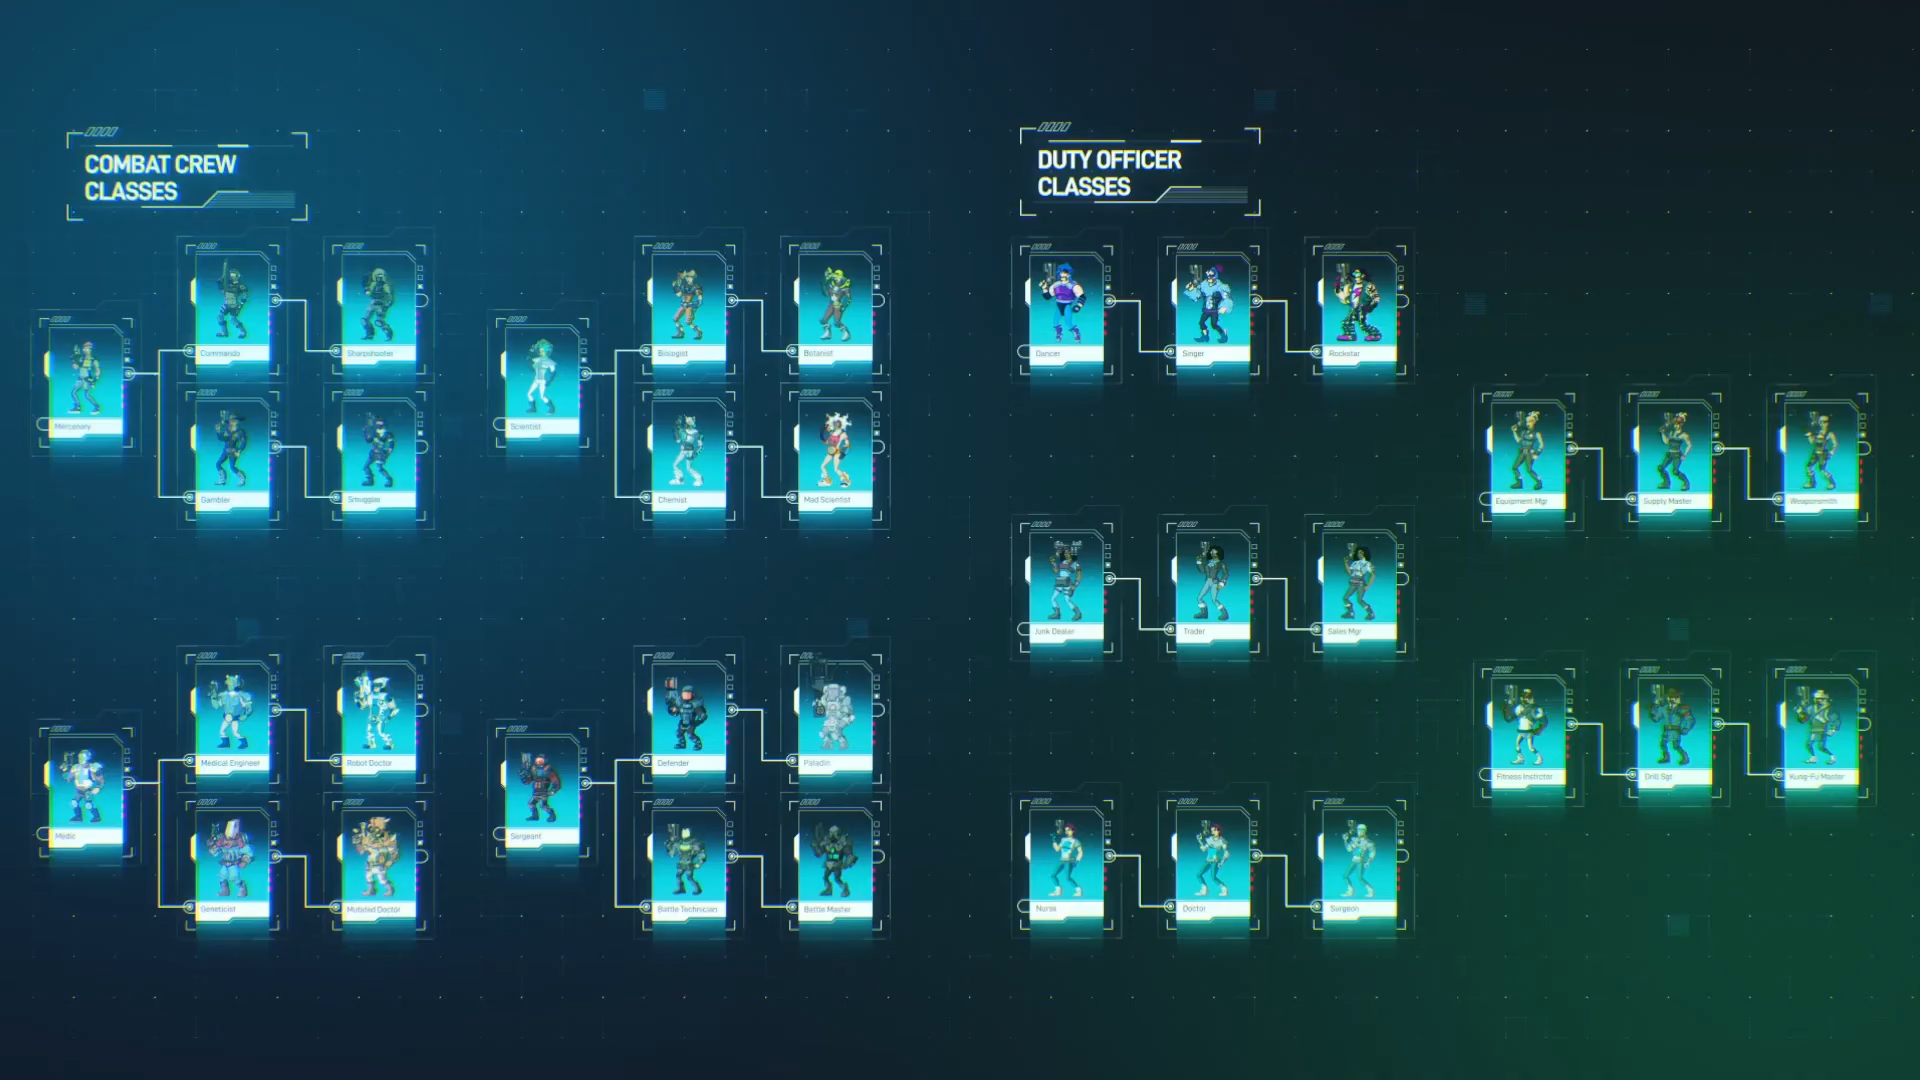 COMBAT CREW
CLASSES
Commando
Sharpshooter
Mercenary
Gambler
Smuggler
Biologist
Botanist
Scientist
Chemist
Mad Scientist
Medical Engineer
Robot Doctor
Medic
Geneticist
Mutated Doctor
Defender
Paladin
Sergeant
Battle Technician
Battle Master
DUTY OFFICER
CLASSES
Dancer
Singer
Rockstar
Equipment Mgr
Supply Master
Weaponsmith
Junk Dealer
Trader
Sales Mgr
Fitness Instrctor
Drill Sgt
Kung-Fu Master
Nurse
Doctor
Surgeon